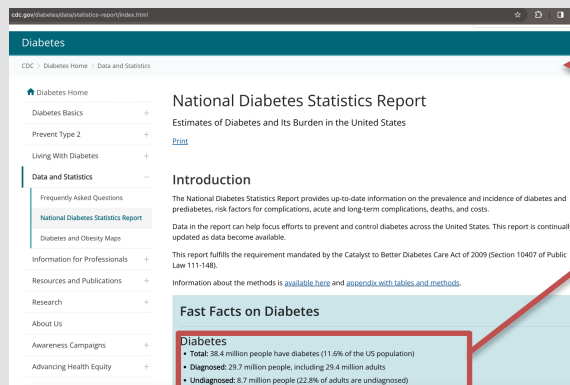 cdc.gov/diabetes/data/statistics-report/index.html
Diabetes
CDC > Diabetes Home > Data and Statistics
Diabetes Home
Diabetes Basics +
Prevent Type 2 +
Living With Diabetes +
Data and Statistics −
Frequently Asked Questions
National Diabetes Statistics Report
Diabetes and Obesity Maps
Information for Professionals +
Resources and Publications +
Research +
About Us
Awareness Campaigns +
Advancing Health Equity +
National Diabetes Statistics Report
Estimates of Diabetes and Its Burden in the United States
Print
Introduction
The National Diabetes Statistics Report provides up-to-date information on the prevalence and incidence of diabetes and
prediabetes, risk factors for complications, acute and long-term complications, deaths, and costs.
Data in the report can help focus efforts to prevent and control diabetes across the United States. This report is continually
updated as data become available.
This report fulfills the requirement mandated by the Catalyst to Better Diabetes Care Act of 2009 (Section 10407 of Public
Law 111-148).
Information about the methods is available here and appendix with tables and methods.
Fast Facts on Diabetes
Diabetes
▪ Total: 38.4 million people have diabetes (11.6% of the US population)
▪ Diagnosed: 29.7 million people, including 29.4 million adults
▪ Undiagnosed: 8.7 million people (22.8% of adults are undiagnosed)